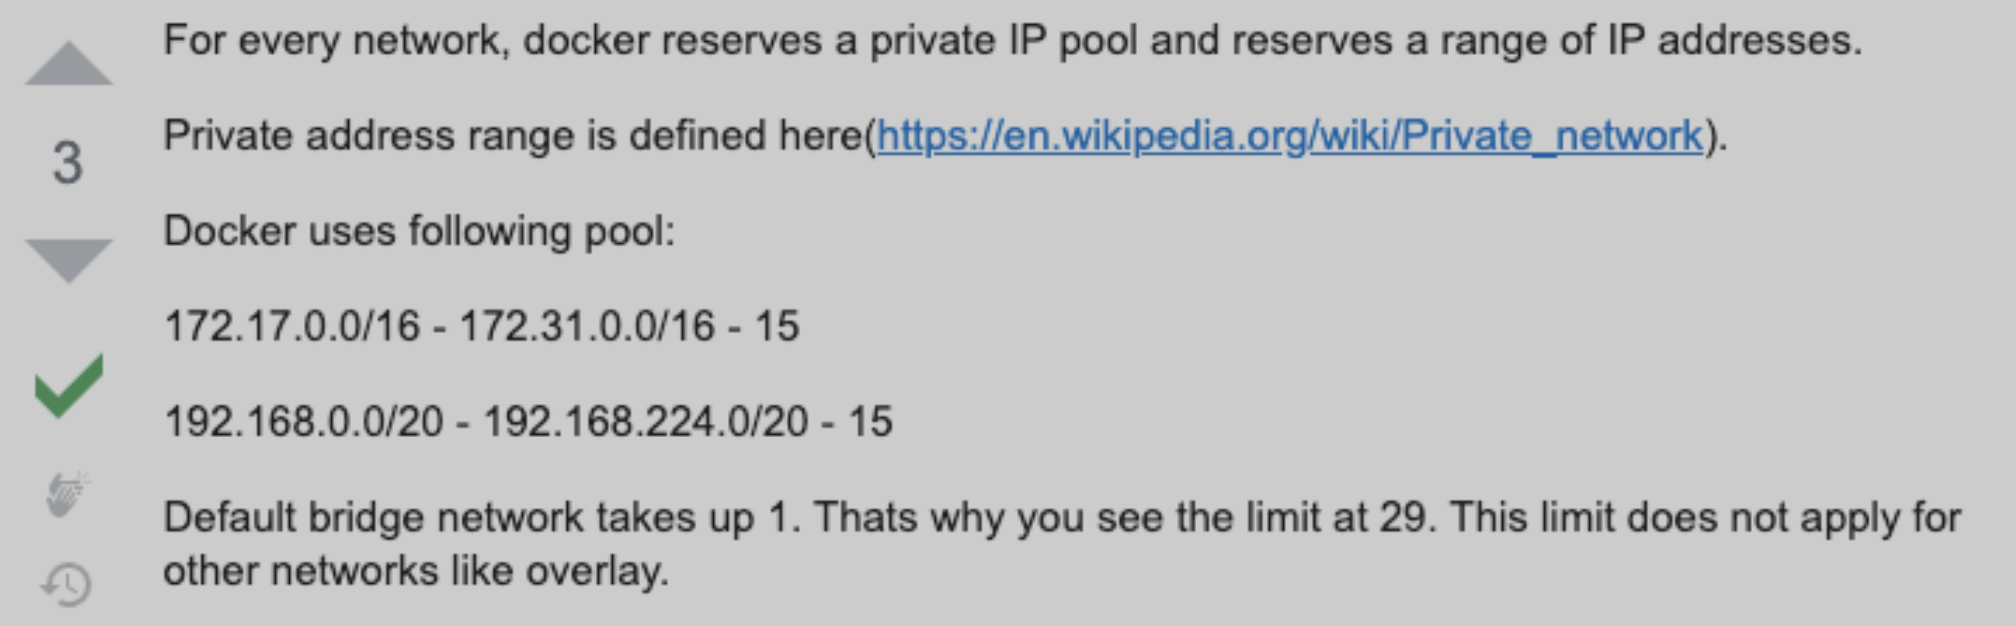 For every network, docker reserves a private IP pool and reserves a range of IP addresses.
3
Private address range is defined here(https://en.wikipedia.org/wiki/Private_network).
Docker uses following pool:
172.17.0.0/16 - 172.31.0.0/16 - 15
192.168.0.0/20 - 192.168.224.0/20 - 15
Default bridge network takes up 1. Thats why you see the limit at 29. This limit does not apply for
other networks like overlay.